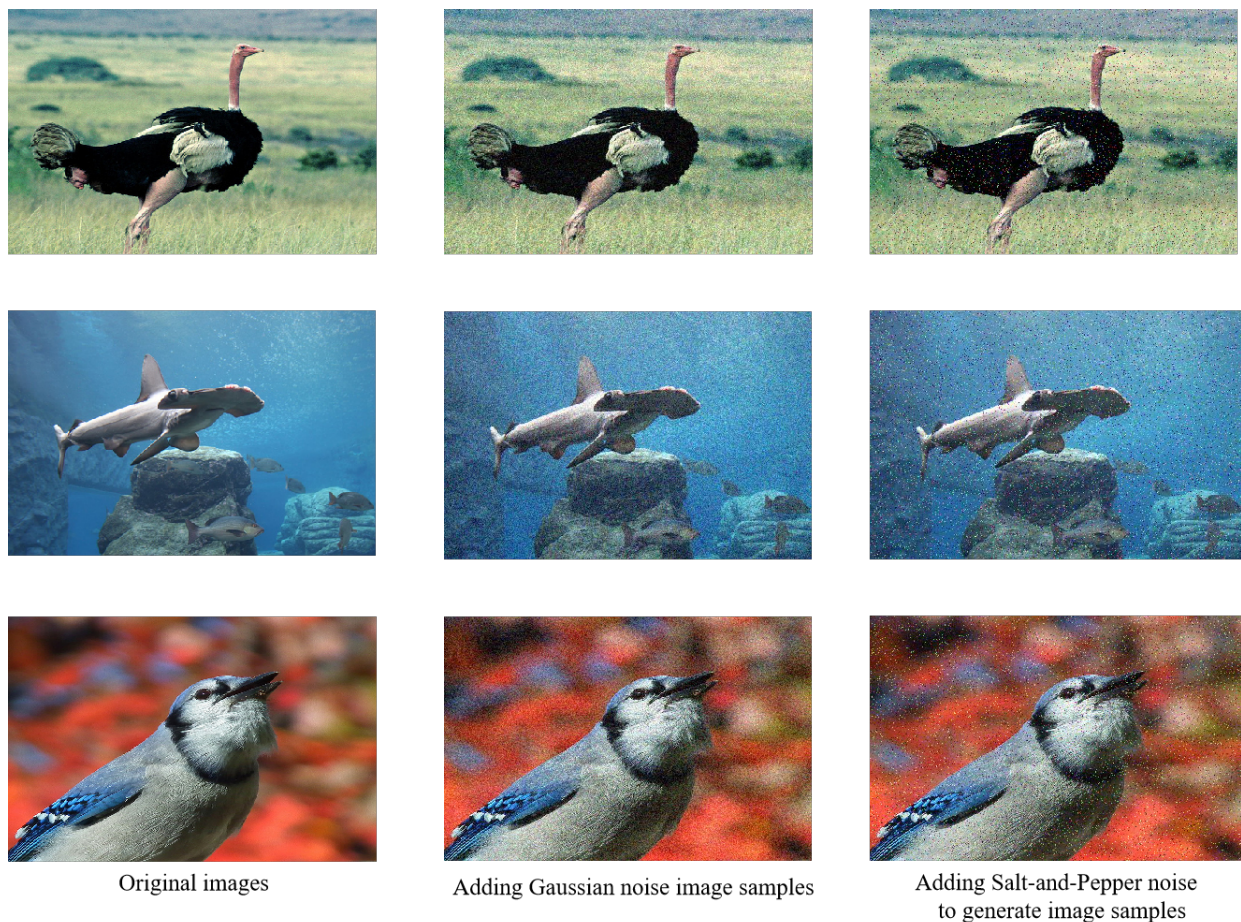 Original images
Adding Gaussian noise image samples
Adding Salt-and-Pepper noise
to generate image samples